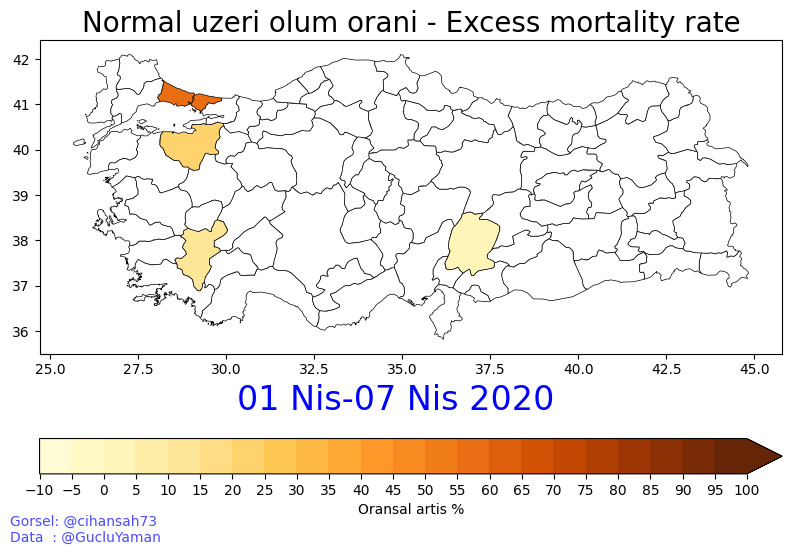 Normal uzeri olum orani - Excess mortality rate
42
41
40
39
38
37
36
25.0 27.5 30.0 32.5 35.0 37.5 40.0 42.5 45.0
01 Nis-07 Nis 2020
−10 −5 0 5 10 15 20 25 30 35 40 45 50 55 60 65 70 75 80 85 90 95 100
Oransal artis %
Gorsel: @cihansah73
Data : @GucluYaman